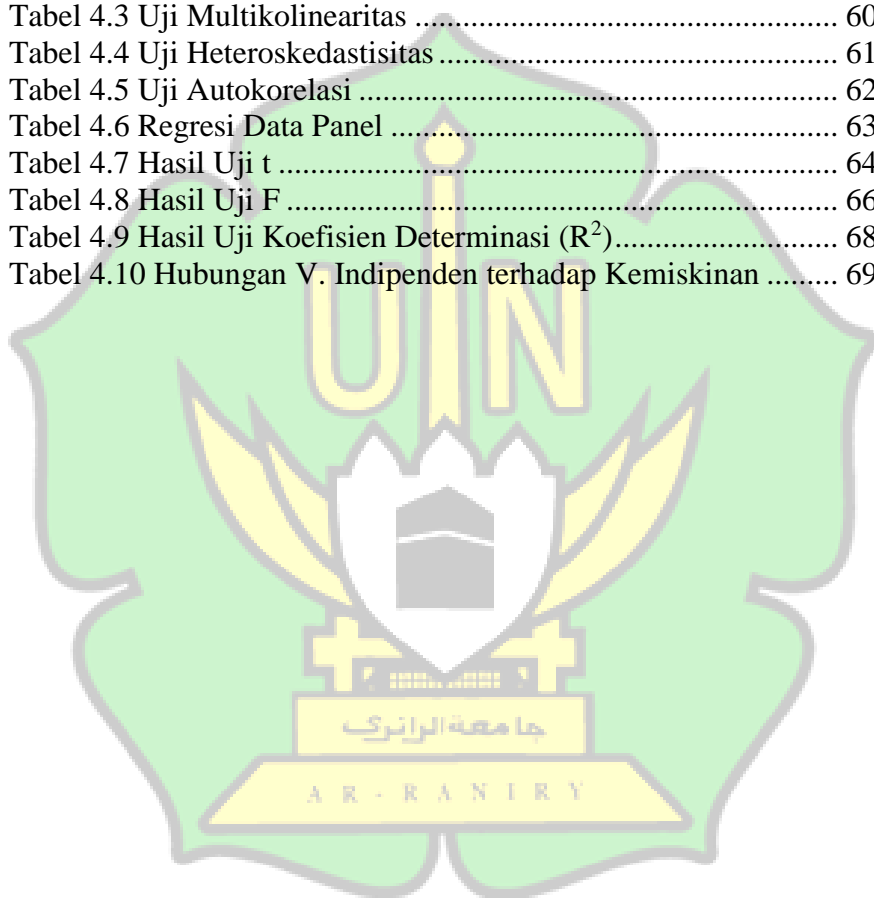 Tabel 4.3 Uji Multikolinearitas ............................................. 60
Tabel 4.4 Uji Heteroskedastisitas ........................................... 61
Tabel 4.5 Uji Autokorelasi ................................................... 62
Tabel 4.6 Regresi Data Panel ................................................ 63
Tabel 4.7 Hasil Uji t ............................................................ 64
Tabel 4.8 Hasil Uji F ........................................................... 66
Tabel 4.9 Hasil Uji Koefisien Determinasi (R²)........................ 68
Tabel 4.10 Hubungan V. Indipenden terhadap Kemiskinan ......... 69
UIN
جامعة الرانري
AR-RANIRY